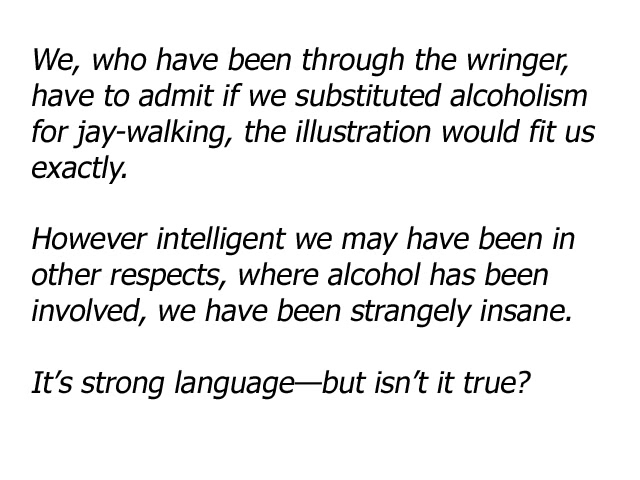 We, who have been through the wringer,
have to admit if we substituted alcoholism
for jay-walking, the illustration would fit us
exactly.
However intelligent we may have been in
other respects, where alcohol has been
involved, we have been strangely insane.
It’s strong language—but isn’t it true?